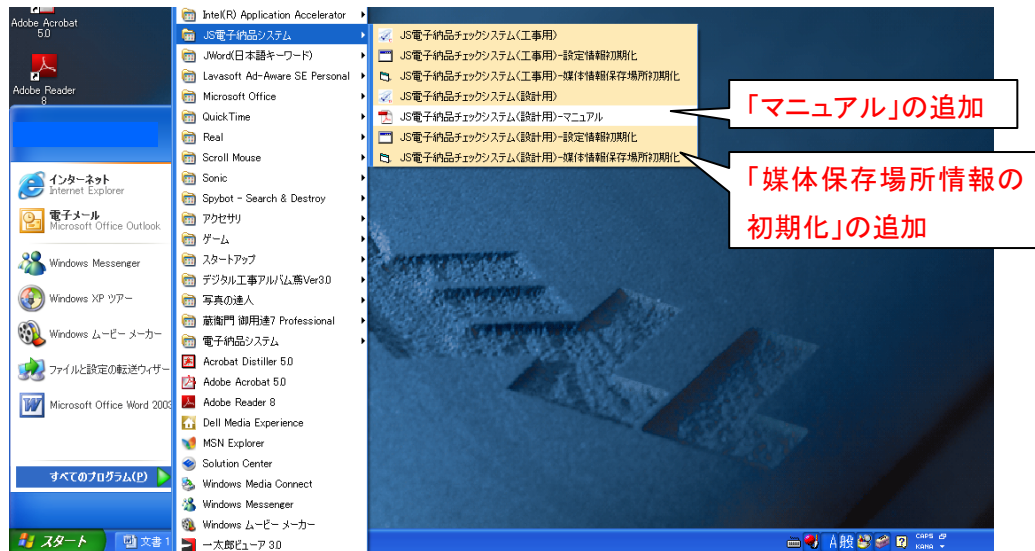 Adobe Acrobat
5.0
Adobe Reader
8
インターネット
Internet Explorer
電子メール
Microsoft Office Outlook
Windows Messenger
Windows XP ツアー
Windows ムービー メーカー
ファイルと設定の転送ウィザー
Microsoft Office Word 2003
すべてのプログラム(P)
スタート
文書 1
Intel(R) Application Accelerator
JS電子納品システム
JWord(日本語キーワード)
Lavasoft Ad-Aware SE Personal
Microsoft Office
QuickTime
Real
Scroll Mouse
Sonic
Spybot - Search & Destroy
アクセサリ
ゲーム
スタートアップ
デジタル工事アルバム蔦Ver3.0
写真の達人
蔵衛門 御用達7 Professional
電子納品システム
Acrobat Distiller 5.0
Adobe Acrobat 5.0
Adobe Reader 8
Dell Media Experience
MSN Explorer
Solution Center
Windows Media Connect
Windows Messenger
Windows ムービー メーカー
一太郎ビューア 3.0
JS電子納品チェックシステム(工事用)
JS電子納品チェックシステム(工事用)-設定情報初期化
JS電子納品チェックシステム(工事用)-媒体情報保存場所初期化
JS電子納品チェックシステム(設計用)
JS電子納品チェックシステム(設計用)-マニュアル
JS電子納品チェックシステム(設計用)-設定情報初期化
JS電子納品チェックシステム(設計用)-媒体情報保存場所初期化
「マニュアル」の追加
「媒体保存場所情報の
初期化」の追加
A 般
CAPS
KANA